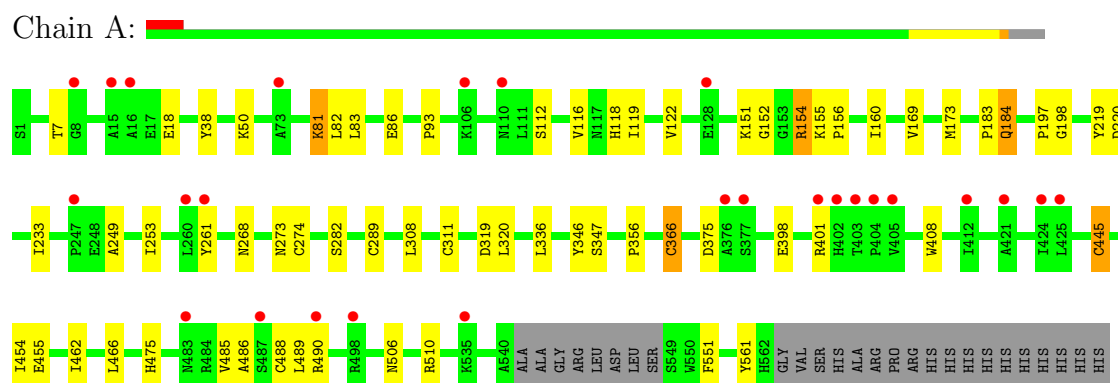 Chain A:
S1 T7 G8 A15 A16 E17 E18 Y38 K50 A73 K81 L82 L83 E86 P93 K106 N110 L111 S112 V116 N117 H118 I119 V122 E128 K151 G152 G153 R154 K155 P156 I160 V169 M173 P183 Q184 P197 G198 Y219
I233 P247 E248 A249 I253 L260 Y261 N268 N273 C274 S282 C289 L308 C311 D319 L320 L336 Y346 S347 P356 C366 D375 A376 S377 E398 R401 H402 T403 P404 V405 W408 I412 A421 I424 L425 C445
I454 E455 I462 L466 H475 N483 R484 V485 A486 S487 C488 L489 R490 R498 N506 R510 K535 A540 ALA ALA GLY ARG LEU ASP LEU SER S549 W550 F551 Y561 H562 GLY VAL SER HIS ALA ARG PRO ARG HIS HIS HIS HIS HIS HIS HIS HIS